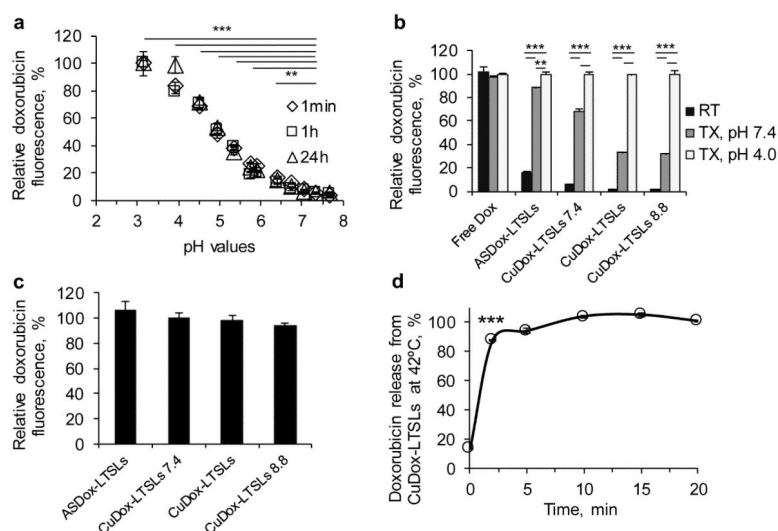 a
***
**
1min
1h
24h
120
100
80
60
40
20
0
2 3 4 5 6 7 8
pH values
Relative doxorubicin
fluorescence, %
b
*** *** *** ***
**
RT
TX, pH 7.4
TX, pH 4.0
120
100
80
60
40
20
0
Relative doxorubicin
fluorescence, %
Free Dox
ASDox-LTSLs
CuDox-LTSLs 7.4
CuDox-LTSLs
CuDox-LTSLs 8.8
c
120
100
80
60
40
20
0
Relative doxorubicin
fluorescence, %
ASDox-LTSLs
CuDox-LTSLs 7.4
CuDox-LTSLs
CuDox-LTSLs 8.8
d
***
120
100
80
60
40
20
0
0 5 10 15 20
Time, min
Doxorubicin release from
CuDox-LTSLs at 42ºC, %